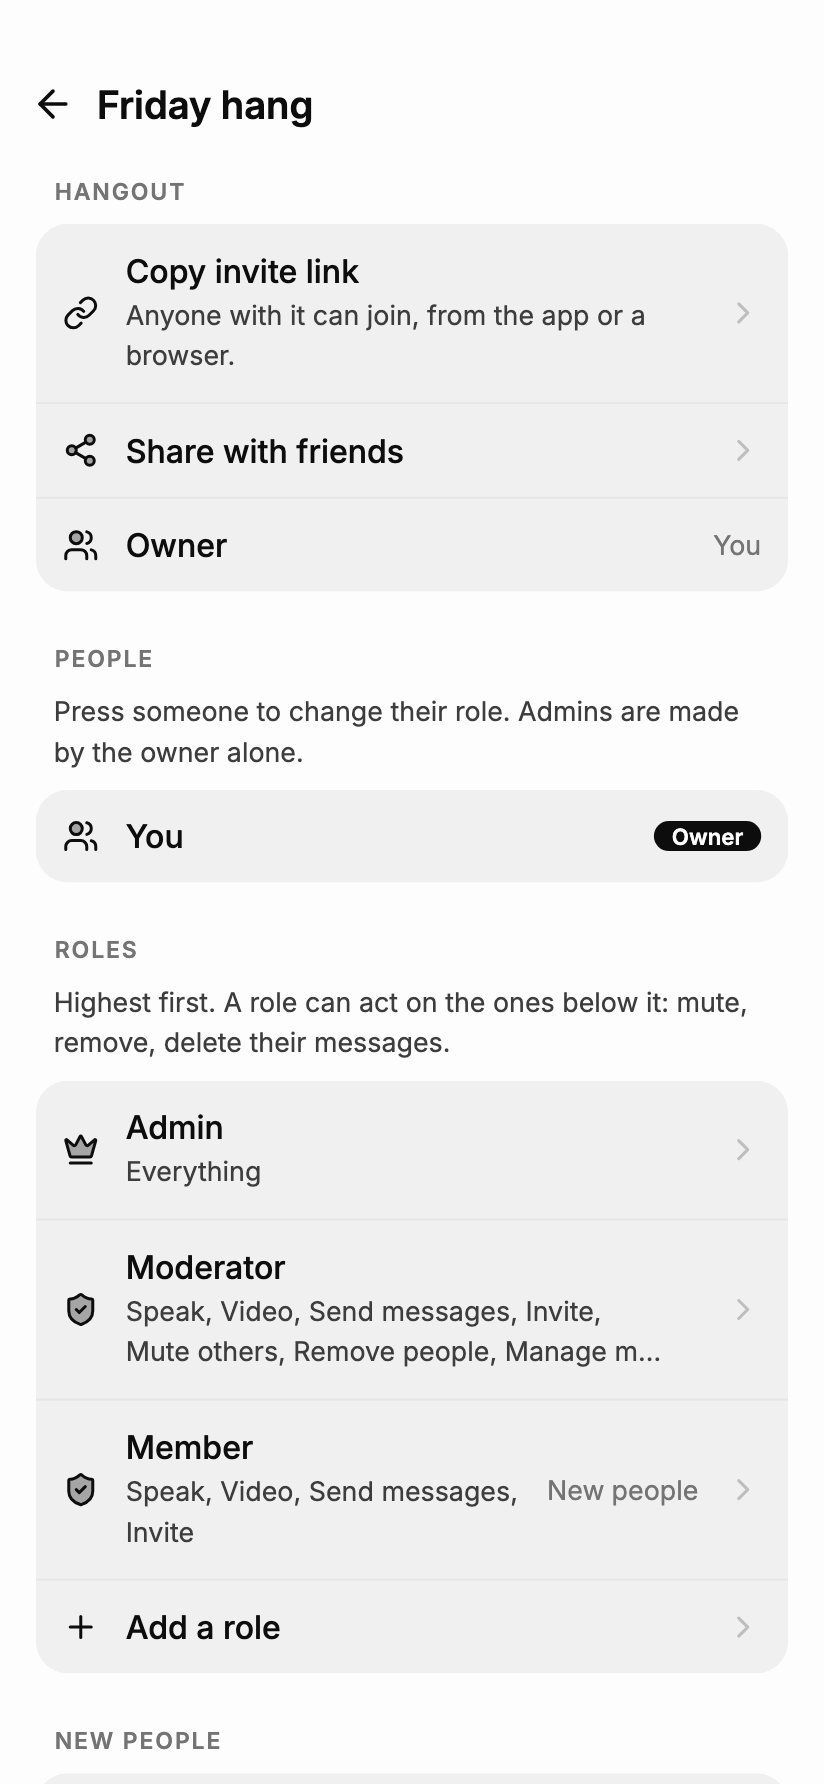 Friday hang
HANGOUT
Copy invite link
Anyone with it can join, from the app or a
browser.
Share with friends
Owner
You
PEOPLE
Press someone to change their role. Admins are made
by the owner alone.
You
Owner
ROLES
Highest first. A role can act on the ones below it: mute,
remove, delete their messages.
Admin
Everything
Moderator
Speak, Video, Send messages, Invite,
Mute others, Remove people, Manage m...
Member
Speak, Video, Send messages,
Invite
New people
Add a role
NEW PEOPLE